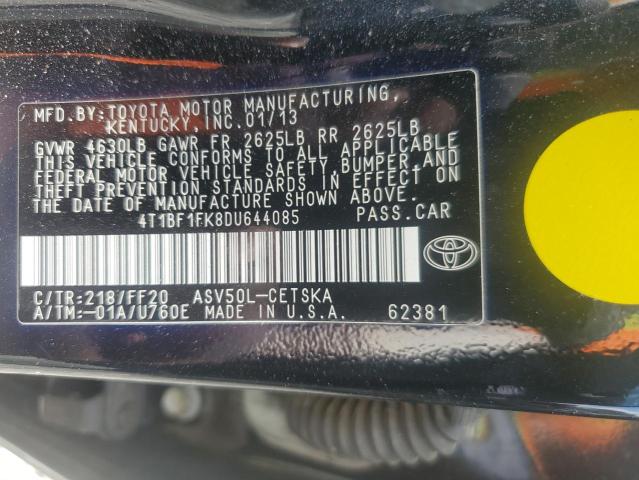 MFD.BY:TOYOTA MOTOR MANUFACTURING,
KENTUCKY, INC.01/13
GVWR 4630LB GAWR FR 2625LB RR 2625LB
THIS VEHICLE CONFORMS TO ALL APPLICABLE
FEDERAL MOTOR VEHICLE SAFETY,BUMPER,AND
THEFT PREVENTION STANDARDS IN EFFECT ON
THE DATE OF MANUFACTURE SHOWN ABOVE.
4T1BF1FK8DU644085 PASS.CAR
C/TR:218/FF20 ASV50L-CETSKA
A/TM:-01A/U760E MADE IN U.S.A. 62381